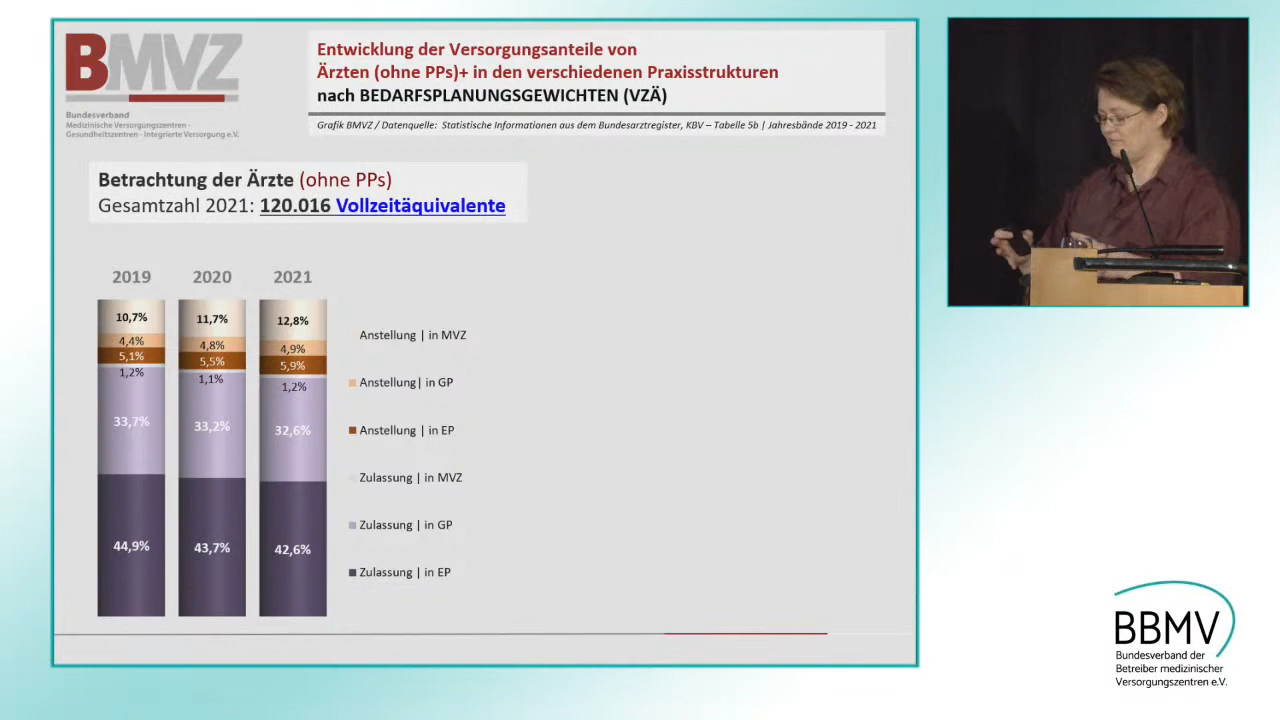 BMVZ
Bundesverband
Medizinische Versorgungszentren -
Gesundheitszentren - Integrierte Versorgung e.V.
Entwicklung der Versorgungsanteile von
Ärzten (ohne PPs)+ in den verschiedenen Praxisstrukturen
nach BEDARFSPLANUNGSGEWICHTEN (VZÄ)
Grafik BMVZ / Datenquelle: Statistische Informationen aus dem Bundesarztregister, KBV – Tabelle 5b | Jahresbände 2019 - 2021
Betrachtung der Ärzte (ohne PPs)
Gesamtzahl 2021: 120.016 Vollzeitäquivalente
2019 2020 2021
10,7% 11,7% 12,8%
4,4% 4,8% 4,9%
5,1% 5,5% 5,9%
1,2% 1,1% 1,2%
33,7% 33,2% 32,6%
44,9% 43,7% 42,6%
Anstellung | in MVZ
Anstellung | in GP
Anstellung | in EP
Zulassung | in MVZ
Zulassung | in GP
Zulassung | in EP
BBMV
Bundesverband der
Betreiber medizinischer
Versorgungszentren e.V.